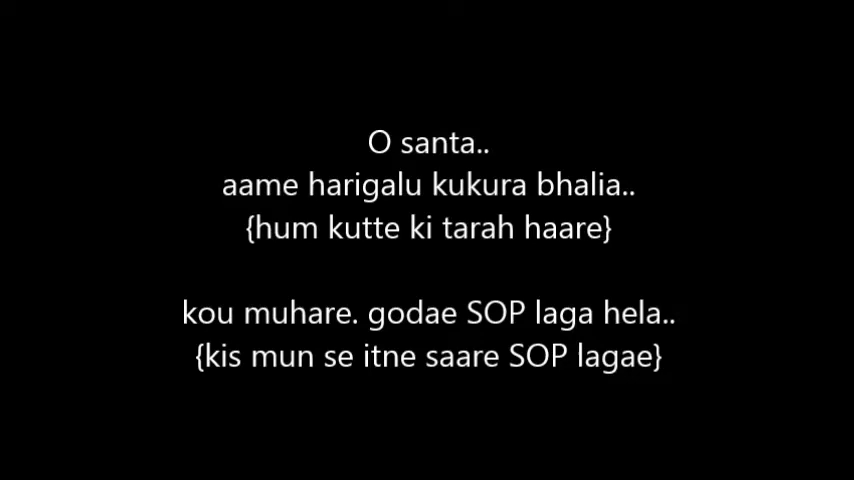 O santa..
aame harigalu kukura bhalia..
{hum kutte ki tarah haare}
kou muhare. godae SOP laga hela..
{kis mun se itne saare SOP lagae}